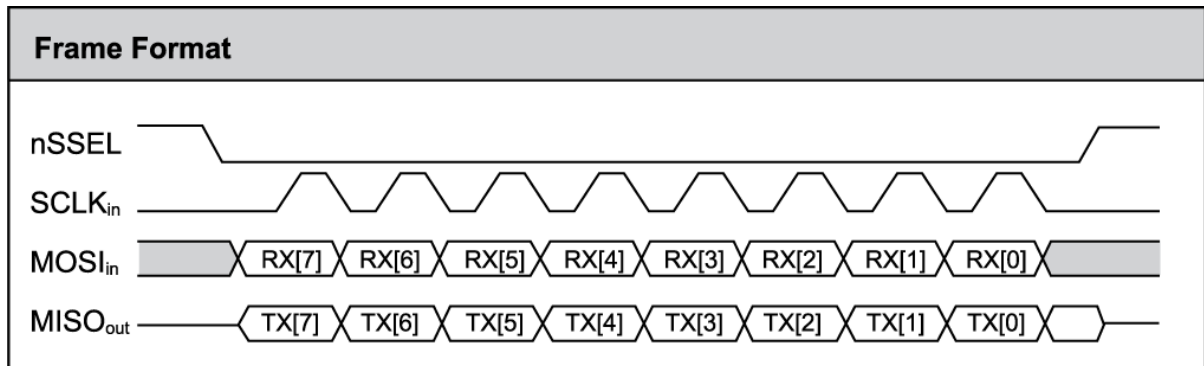 Frame Format
nSSEL
SCLKin
MOSIin RX[7] RX[6] RX[5] RX[4] RX[3] RX[2] RX[1] RX[0]
MISOout TX[7] TX[6] TX[5] TX[4] TX[3] TX[2] TX[1] TX[0]